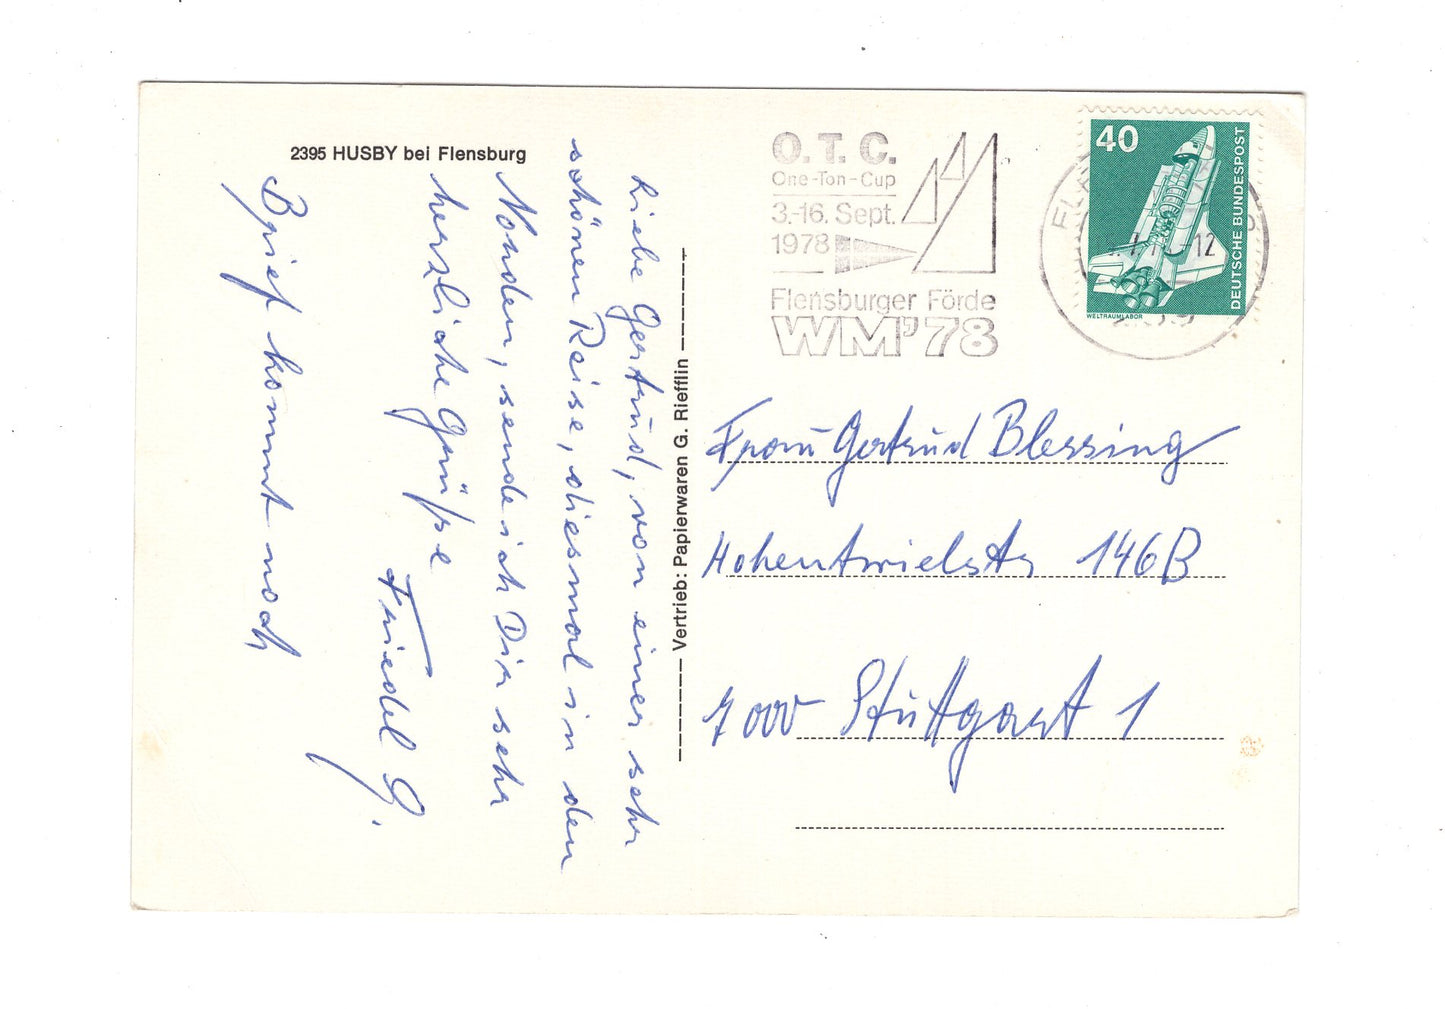 2395 HUSBY bei Flensburg
Liebe Gertrud, von einer sehr
schönen Reise, diesmal in den
Norden, sende ich Dir sehr
herzliche Grüße
Friedel G.
Brief kommt noch
Vertrieb: Papierwaren G. Riefflin
O.T.C.
One-Ton-Cup
3.-16. Sept.
1978
Flensburger Förde
WM'78
12
40
DEUTSCHE BUNDESPOST
WELTRAUMLABOR
Frau Gertrud Blessing
Hohentwielstr 146B
7000 Stuttgart 1